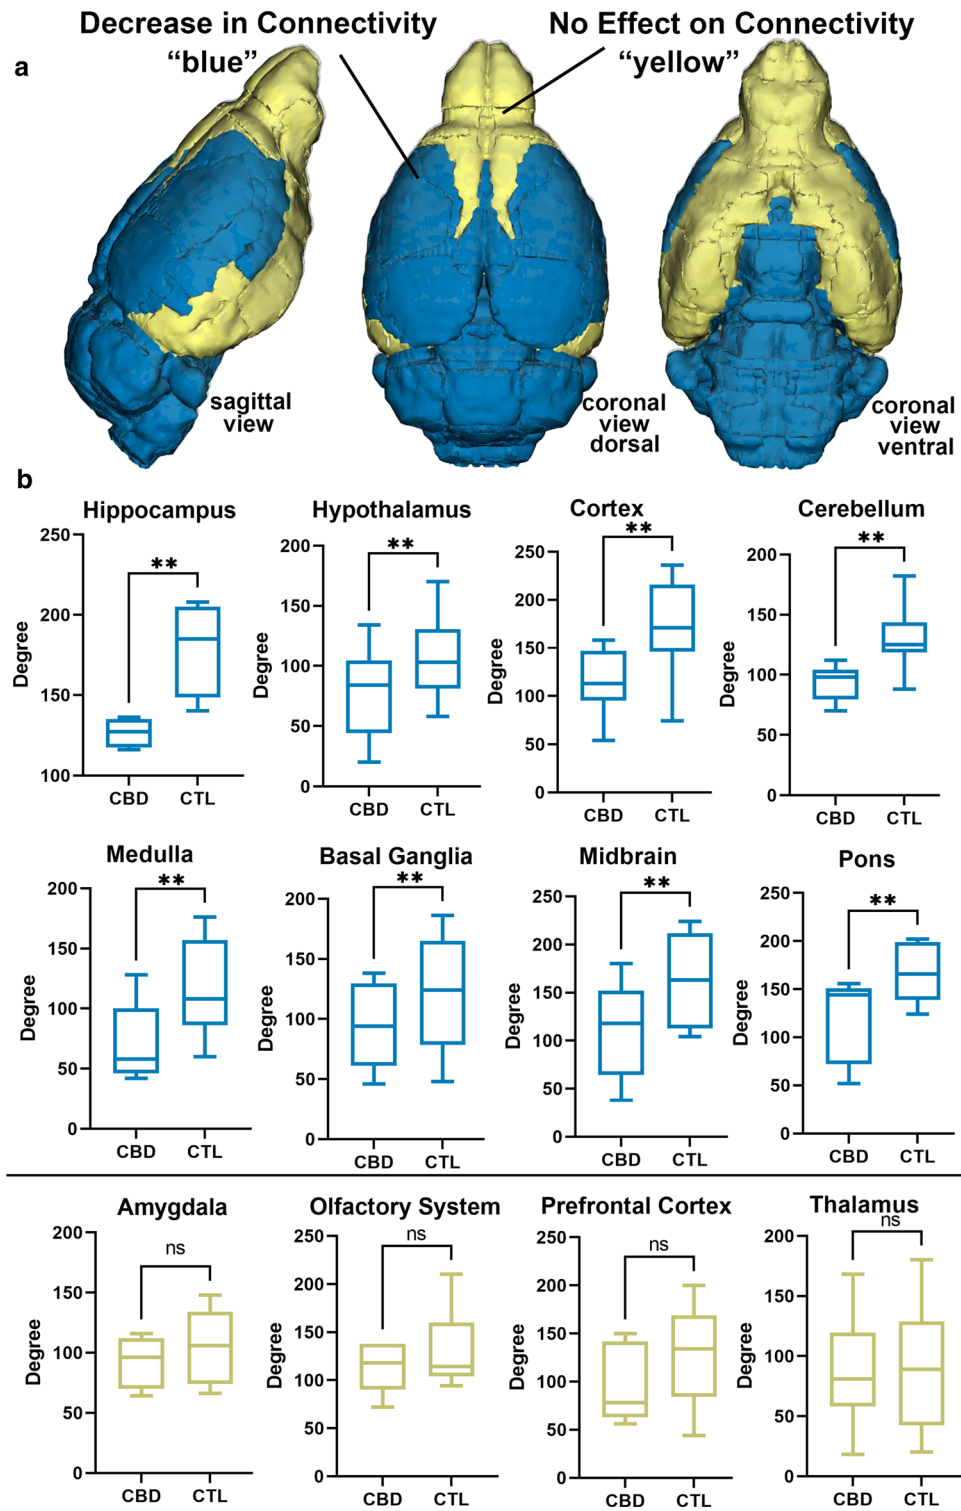 Decrease in Connectivity
“blue”
No Effect on Connectivity
“yellow”
a
sagittal
view
coronal
view
dorsal
coronal
view
ventral
b
Hippocampus
Degree
250
200
150
100
**
CBD CTL
Hypothalamus
Degree
200
150
100
50
0
**
CBD CTL
Cortex
Degree
250
200
150
100
50
0
**
CBD CTL
Cerebellum
Degree
200
150
100
50
0
**
CBD CTL
Medulla
Degree
200
150
100
50
0
**
CBD CTL
Basal Ganglia
Degree
200
150
100
50
0
**
CBD CTL
Midbrain
Degree
250
200
150
100
50
0
**
CBD CTL
Pons
Degree
250
200
150
100
50
0
**
CBD CTL
Amygdala
Degree
200
150
100
50
0
ns
CBD CTL
Olfactory System
Degree
250
200
150
100
50
0
ns
CBD CTL
Prefrontal Cortex
Degree
250
200
150
100
50
0
ns
CBD CTL
Thalamus
Degree
200
150
100
50
0
ns
CBD CTL